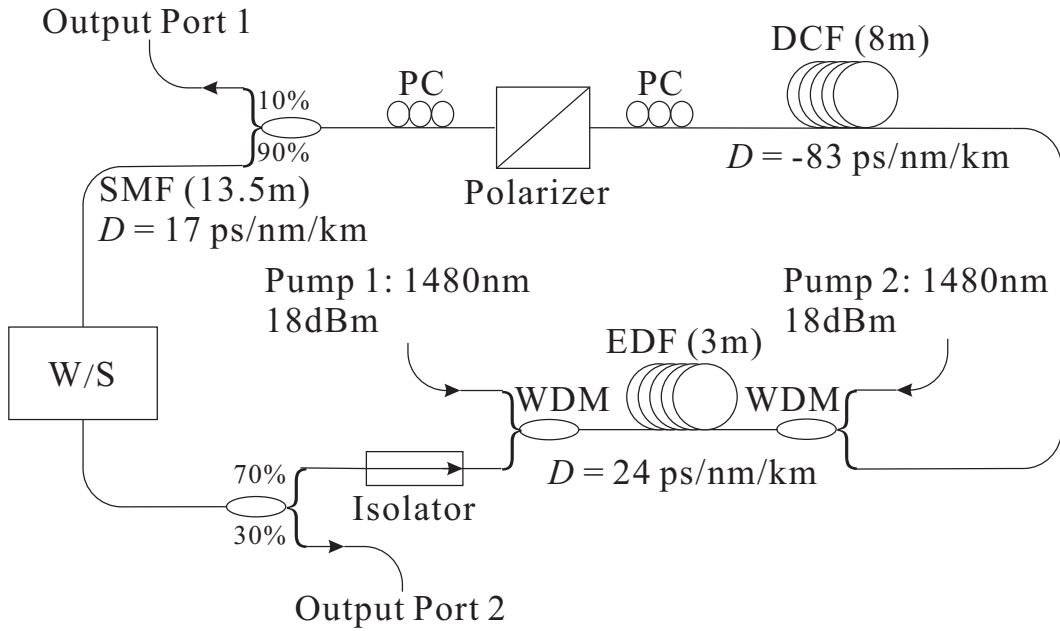 Output Port 1
10%
90%
PC
Polarizer
PC
DCF (8m)
D = -83 ps/nm/km
SMF (13.5m)
D = 17 ps/nm/km
W/S
Pump 1: 1480nm
18dBm
Pump 2: 1480nm
18dBm
EDF (3m)
WDM
WDM
D = 24 ps/nm/km
70%
30%
Isolator
Output Port 2